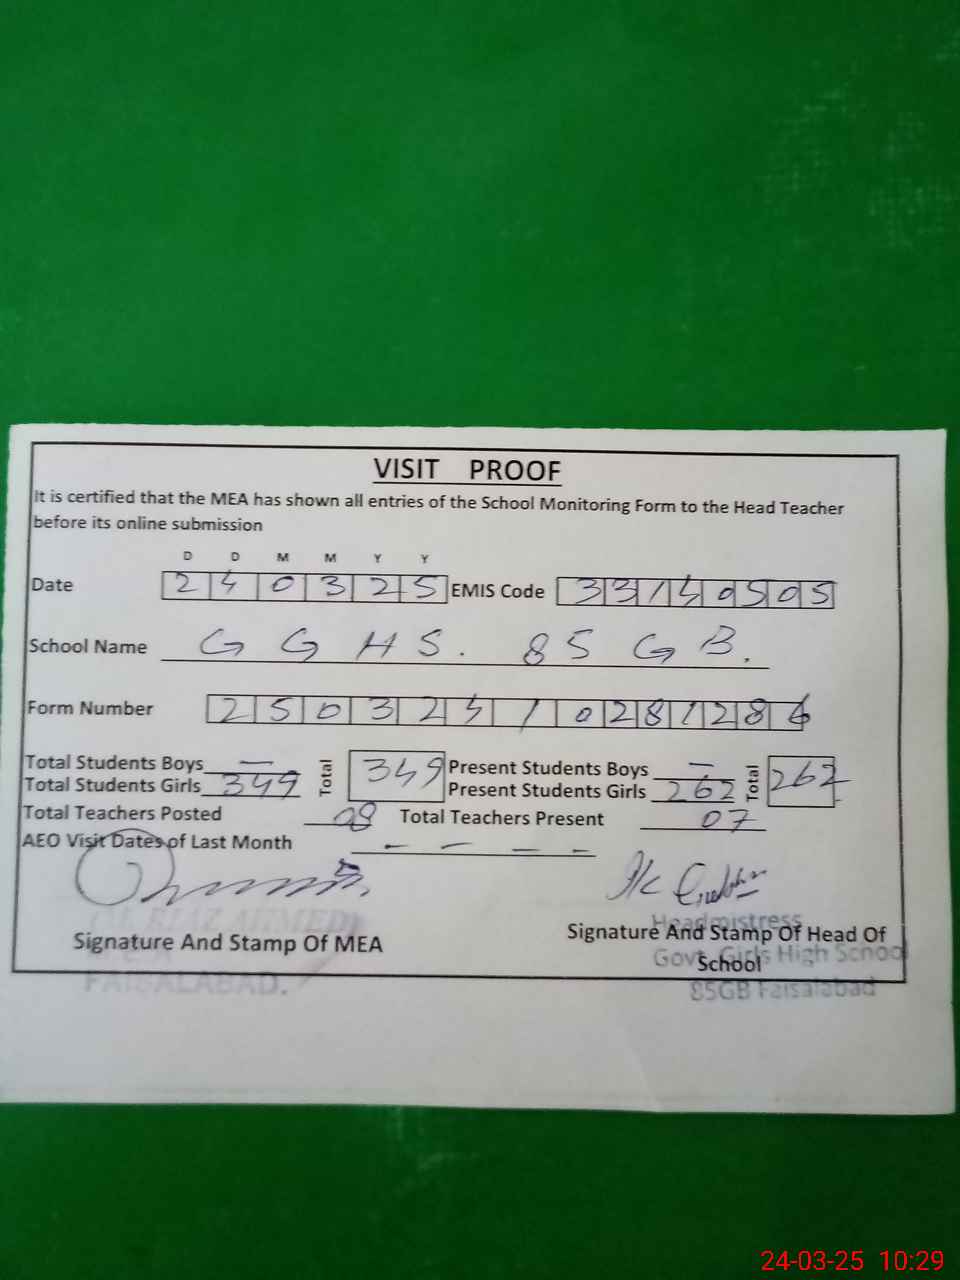 VISIT PROOF
It is certified that the MEA has shown all entries of the School Monitoring Form to the Head Teacher
before its online submission
D D M M Y Y
Date 2 4 0 3 2 5 EMIS Code 3 3 1 4 0 5 0 5
School Name G G H S. 85 G B.
Form Number 2 5 0 3 2 4 1 0 2 8 1 2 8 6
Total Students Boys — Total 349 Present Students Boys — Total 262
Total Students Girls 349 Present Students Girls 262
Total Teachers Posted 08 Total Teachers Present 07
AEO Visit Dates of Last Month — — — —
I/c
(M. RIAZ AHMED)
Headmistress
Signature And Stamp Of MEA Signature And Stamp Of Head Of
School
Govt. Girls High School
FAISALABAD.
85GB Faisalabad
24-03-25 10:29